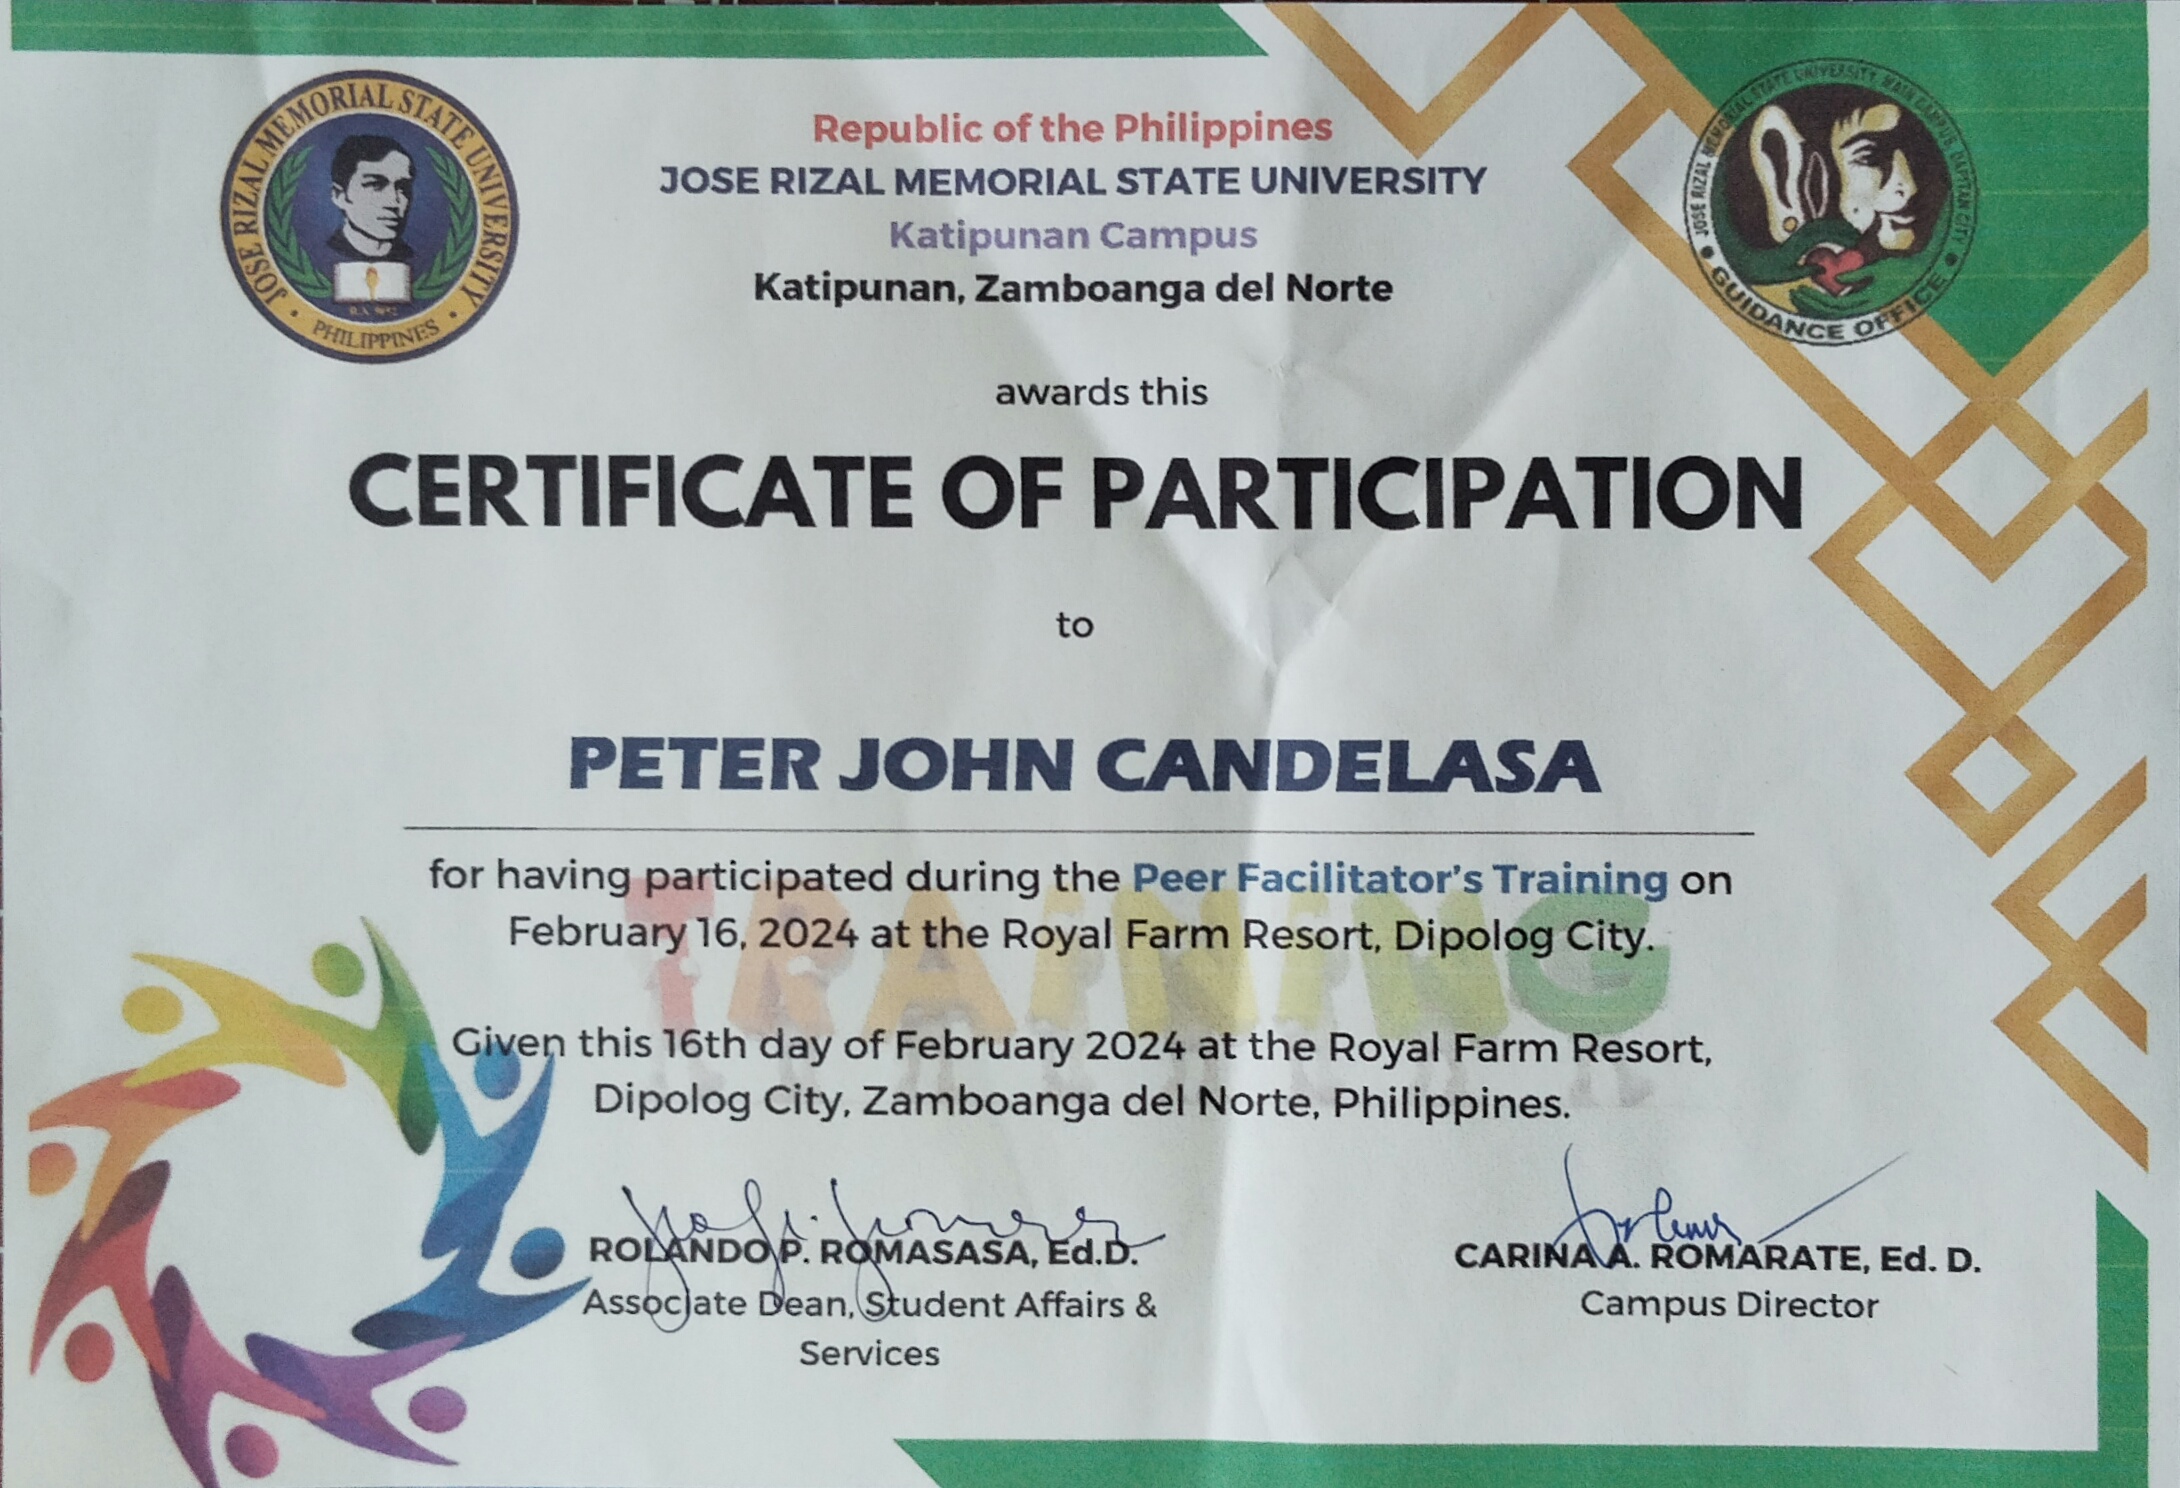 JOSE RIZAL MEMORIAL STATE UNIVERSITY
PHILIPPINES
JOSE RIZAL MEMORIAL STATE UNIVERSITY MAIN CAMPUS, DAPITAN CITY
GUIDANCE OFFICE
Republic of the Philippines
JOSE RIZAL MEMORIAL STATE UNIVERSITY
Katipunan Campus
Katipunan, Zamboanga del Norte
awards this
CERTIFICATE OF PARTICIPATION
to
PETER JOHN CANDELASA
for having participated during the Peer Facilitator's Training on
February 16, 2024 at the Royal Farm Resort, Dipolog City.
TRAINING
Given this 16th day of February 2024 at the Royal Farm Resort,
Dipolog City, Zamboanga del Norte, Philippines.
ROLANDO P. ROMASASA, Ed.D.
Associate Dean, Student Affairs &
Services
CARINA A. ROMARATE, Ed. D.
Campus Director